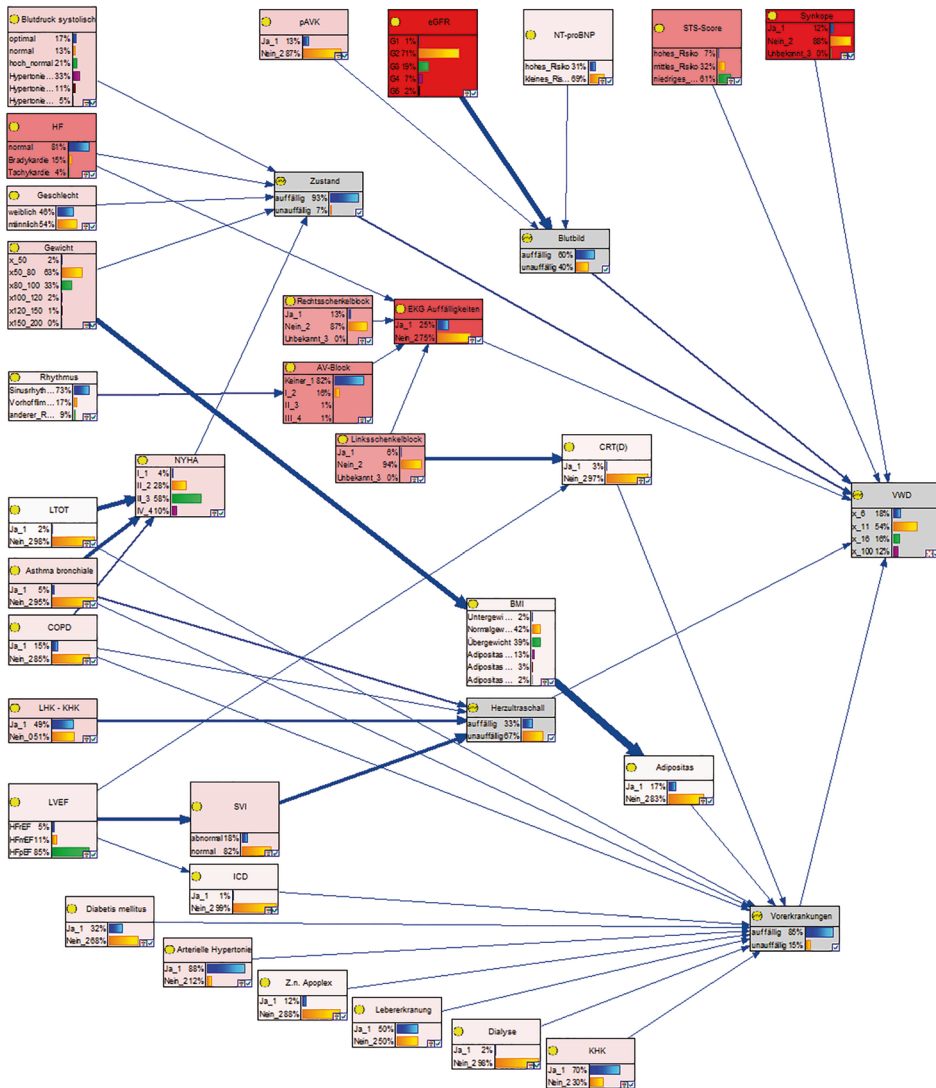 Blutdruck systolisch
optimal 17%
normal 13%
hoch_normal 21%
Hypertonie... 33%
Hypertonie... 11%
Hypertonie... 5%
pAVK
Ja_1 13%
Nein_2 87%
eGFR
G1 1%
G2 71%
G3 19%
G4 7%
G5 2%
NT-proBNP
hohes_Risiko 31%
kleines_Ris... 69%
STS-Score
hohes_Risiko 7%
mittles_Risiko 32%
niedriges_... 61%
Synkope
Ja_1 12%
Nein_2 88%
Unbekannt_3 0%
HF
normal 81%
Bradykardie 15%
Tachykardie 4%
Zustand
auffällig 93%
unauffällig 7%
Geschlecht
weiblich 46%
männlich 54%
Gewicht
x_50 2%
x50_80 63%
x80_100 33%
x100_120 2%
x120_150 1%
x150_200 0%
Blutbild
auffällig 60%
unauffällig 40%
Rechtsschenkelblock
Ja_1 13%
Nein_2 87%
Unbekannt_3 0%
EKG Auffälligkeiten
Ja_1 25%
Nein_2 75%
Rhythmus
Sinusrhyth... 73%
Vorhofflim... 17%
anderer_R... 9%
AV-Block
Keiner_1 82%
I_2 16%
II_3 1%
III_4 1%
Linksschenkelblock
Ja_1 6%
Nein_2 94%
Unbekannt_3 0%
CRT(D)
Ja_1 3%
Nein_2 97%
NYHA
I_1 4%
II_2 28%
III_3 58%
IV_4 10%
VWD
x_6 18%
x_11 54%
x_16 16%
x_100 12%
LTOT
Ja_1 2%
Nein_2 98%
Asthma bronchiale
Ja_1 5%
Nein_2 95%
COPD
Ja_1 15%
Nein_2 85%
BMI
Untergewi... 2%
Normalgew... 42%
Übergewicht 39%
Adipositas ... 13%
Adipositas ... 3%
Adipositas ... 2%
LHK - KHK
Ja_1 49%
Nein_0 51%
Herzultraschall
auffällig 33%
unauffällig 67%
Adipositas
Ja_1 17%
Nein_2 83%
LVEF
HFrEF 5%
HFmEF 11%
HFpEF 85%
SVI
abnormal 18%
normal 82%
ICD
Ja_1 1%
Nein_2 99%
Diabetis mellitus
Ja_1 32%
Nein_2 68%
Vorerkrankungen
auffällig 85%
unauffällig 15%
Arterielle Hypertonie
Ja_1 88%
Nein_2 12%
Z.n. Apoplex
Ja_1 12%
Nein_2 88%
Lebererkranung
Ja_1 50%
Nein_2 50%
Dialyse
Ja_1 2%
Nein_2 98%
KHK
Ja_1 70%
Nein_2 30%